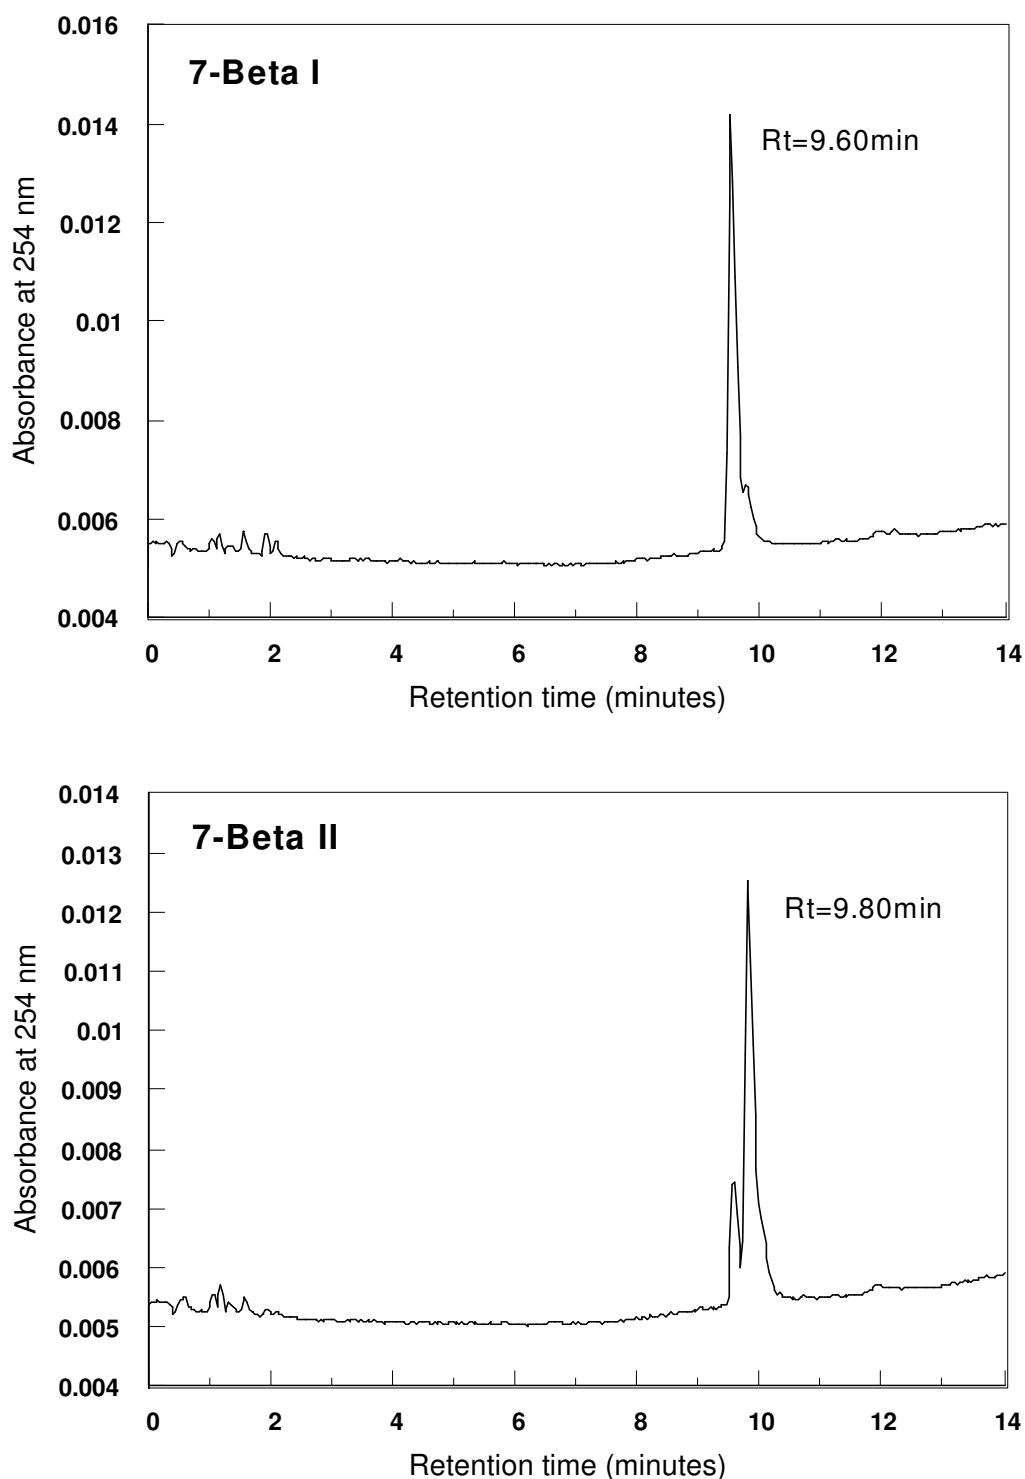 0.016
7-Beta I
0.014
Rt=9.60min
0.012
0.01
0.008
0.006
0.004
Absorbance at 254 nm
0 2 4 6 8 10 12 14
Retention time (minutes)
0.014
7-Beta II
0.013
0.012
Rt=9.80min
0.011
0.01
0.009
0.008
0.007
0.006
0.005
0.004
Absorbance at 254 nm
0 2 4 6 8 10 12 14
Retention time (minutes)